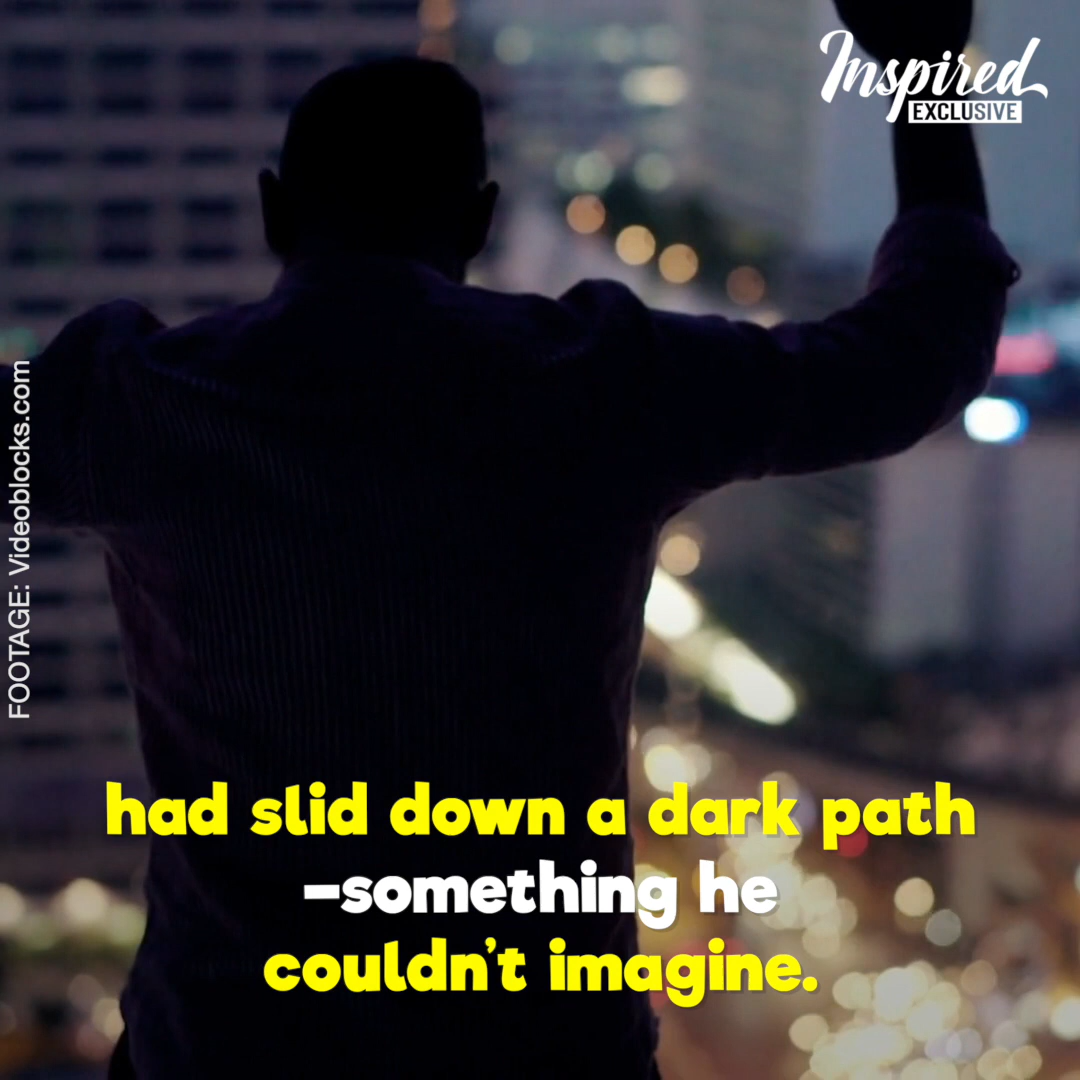 Inspired
EXCLUSIVE
FOOTAGE: Videoblocks.com
had slid down a dark path
–something he
couldn’t imagine.